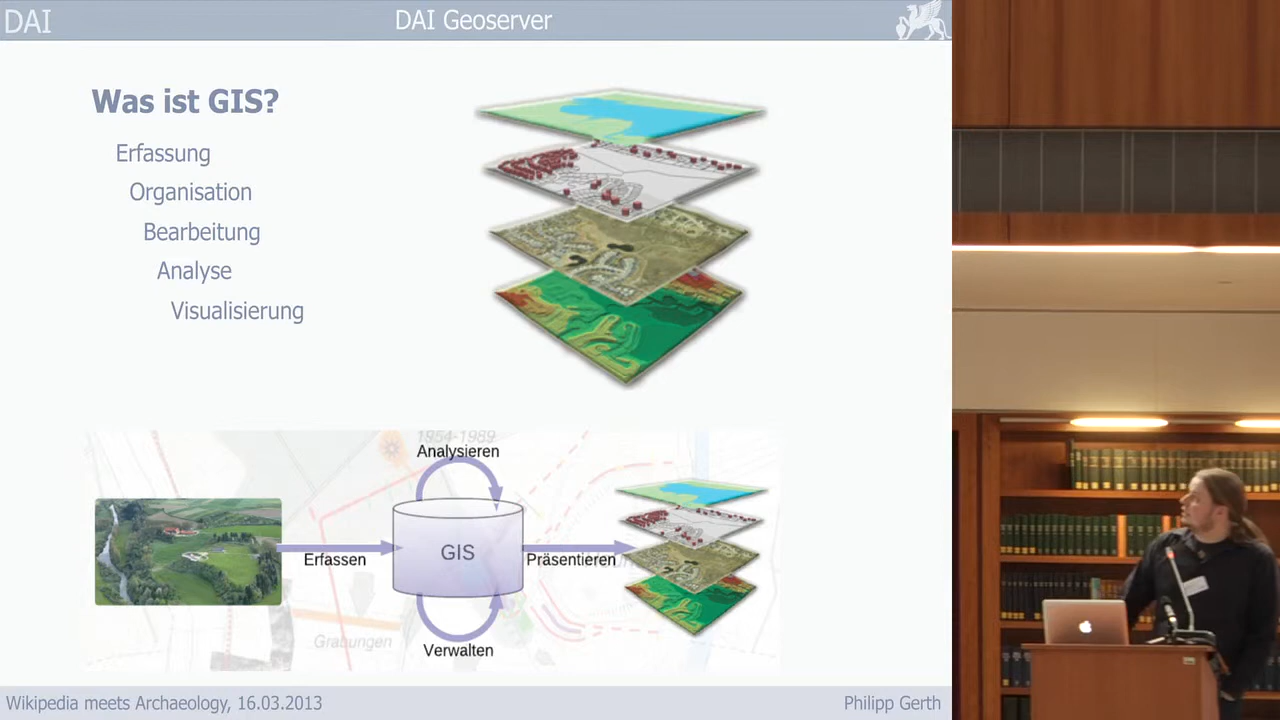 DAI
DAI Geoserver
Was ist GIS?
Erfassung
Organisation
Bearbeitung
Analyse
Visualisierung
1954-1989
Analysieren
GIS
Erfassen
Präsentieren
Grabungen
Verwalten
Wikipedia meets Archaeology, 16.03.2013
Philipp Gerth